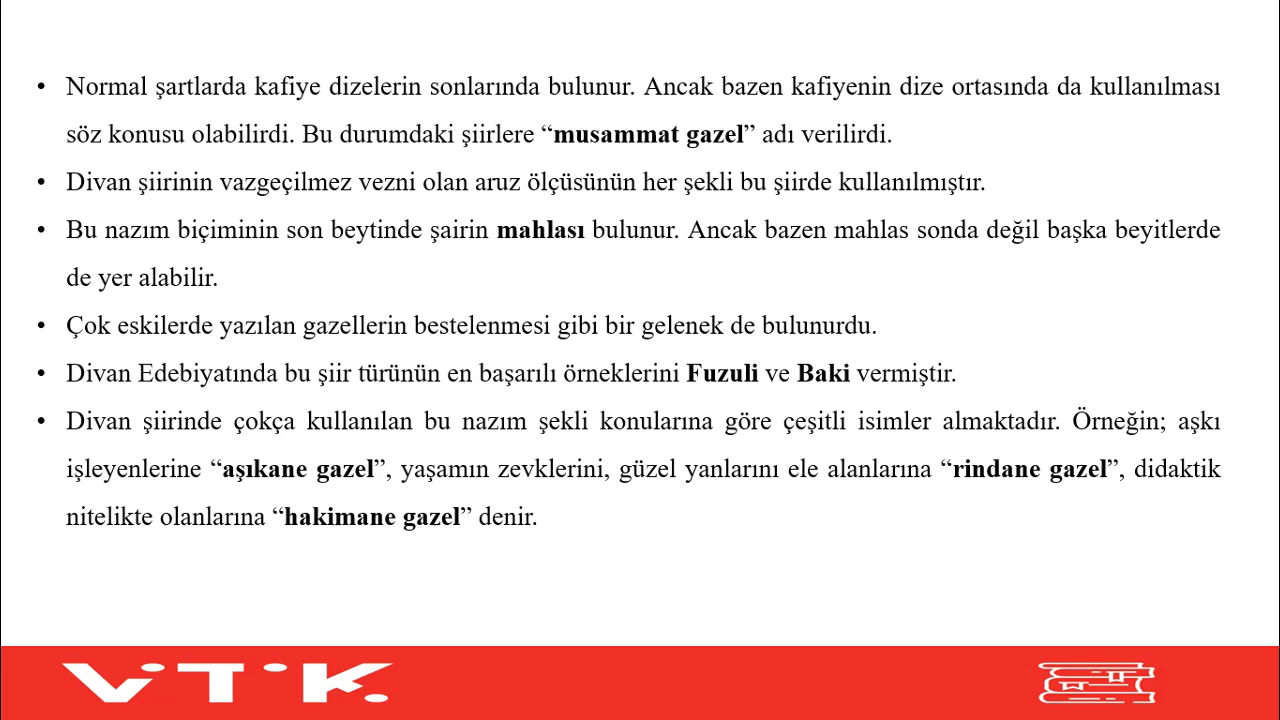 • Normal şartlarda kafiye dizelerin sonlarında bulunur. Ancak bazen kafiyenin dize ortasında da kullanılması
söz konusu olabilirdi. Bu durumdaki şiirlere “musammat gazel” adı verilirdi.
• Divan şiirinin vazgeçilmez vezni olan aruz ölçüsünün her şekli bu şiirde kullanılmıştır.
• Bu nazım biçiminin son beytinde şairin mahlası bulunur. Ancak bazen mahlas sonda değil başka beyitlerde
de yer alabilir.
• Çok eskilerde yazılan gazellerin bestelenmesi gibi bir gelenek de bulunurdu.
• Divan Edebiyatında bu şiir türünün en başarılı örneklerini Fuzuli ve Baki vermiştir.
• Divan şiirinde çokça kullanılan bu nazım şekli konularına göre çeşitli isimler almaktadır. Örneğin; aşkı
işleyenlerine “aşıkane gazel”, yaşamın zevklerini, güzel yanlarını ele alanlarına “rindane gazel”, didaktik
nitelikte olanlarına “hakimane gazel” denir.
ViTiK.